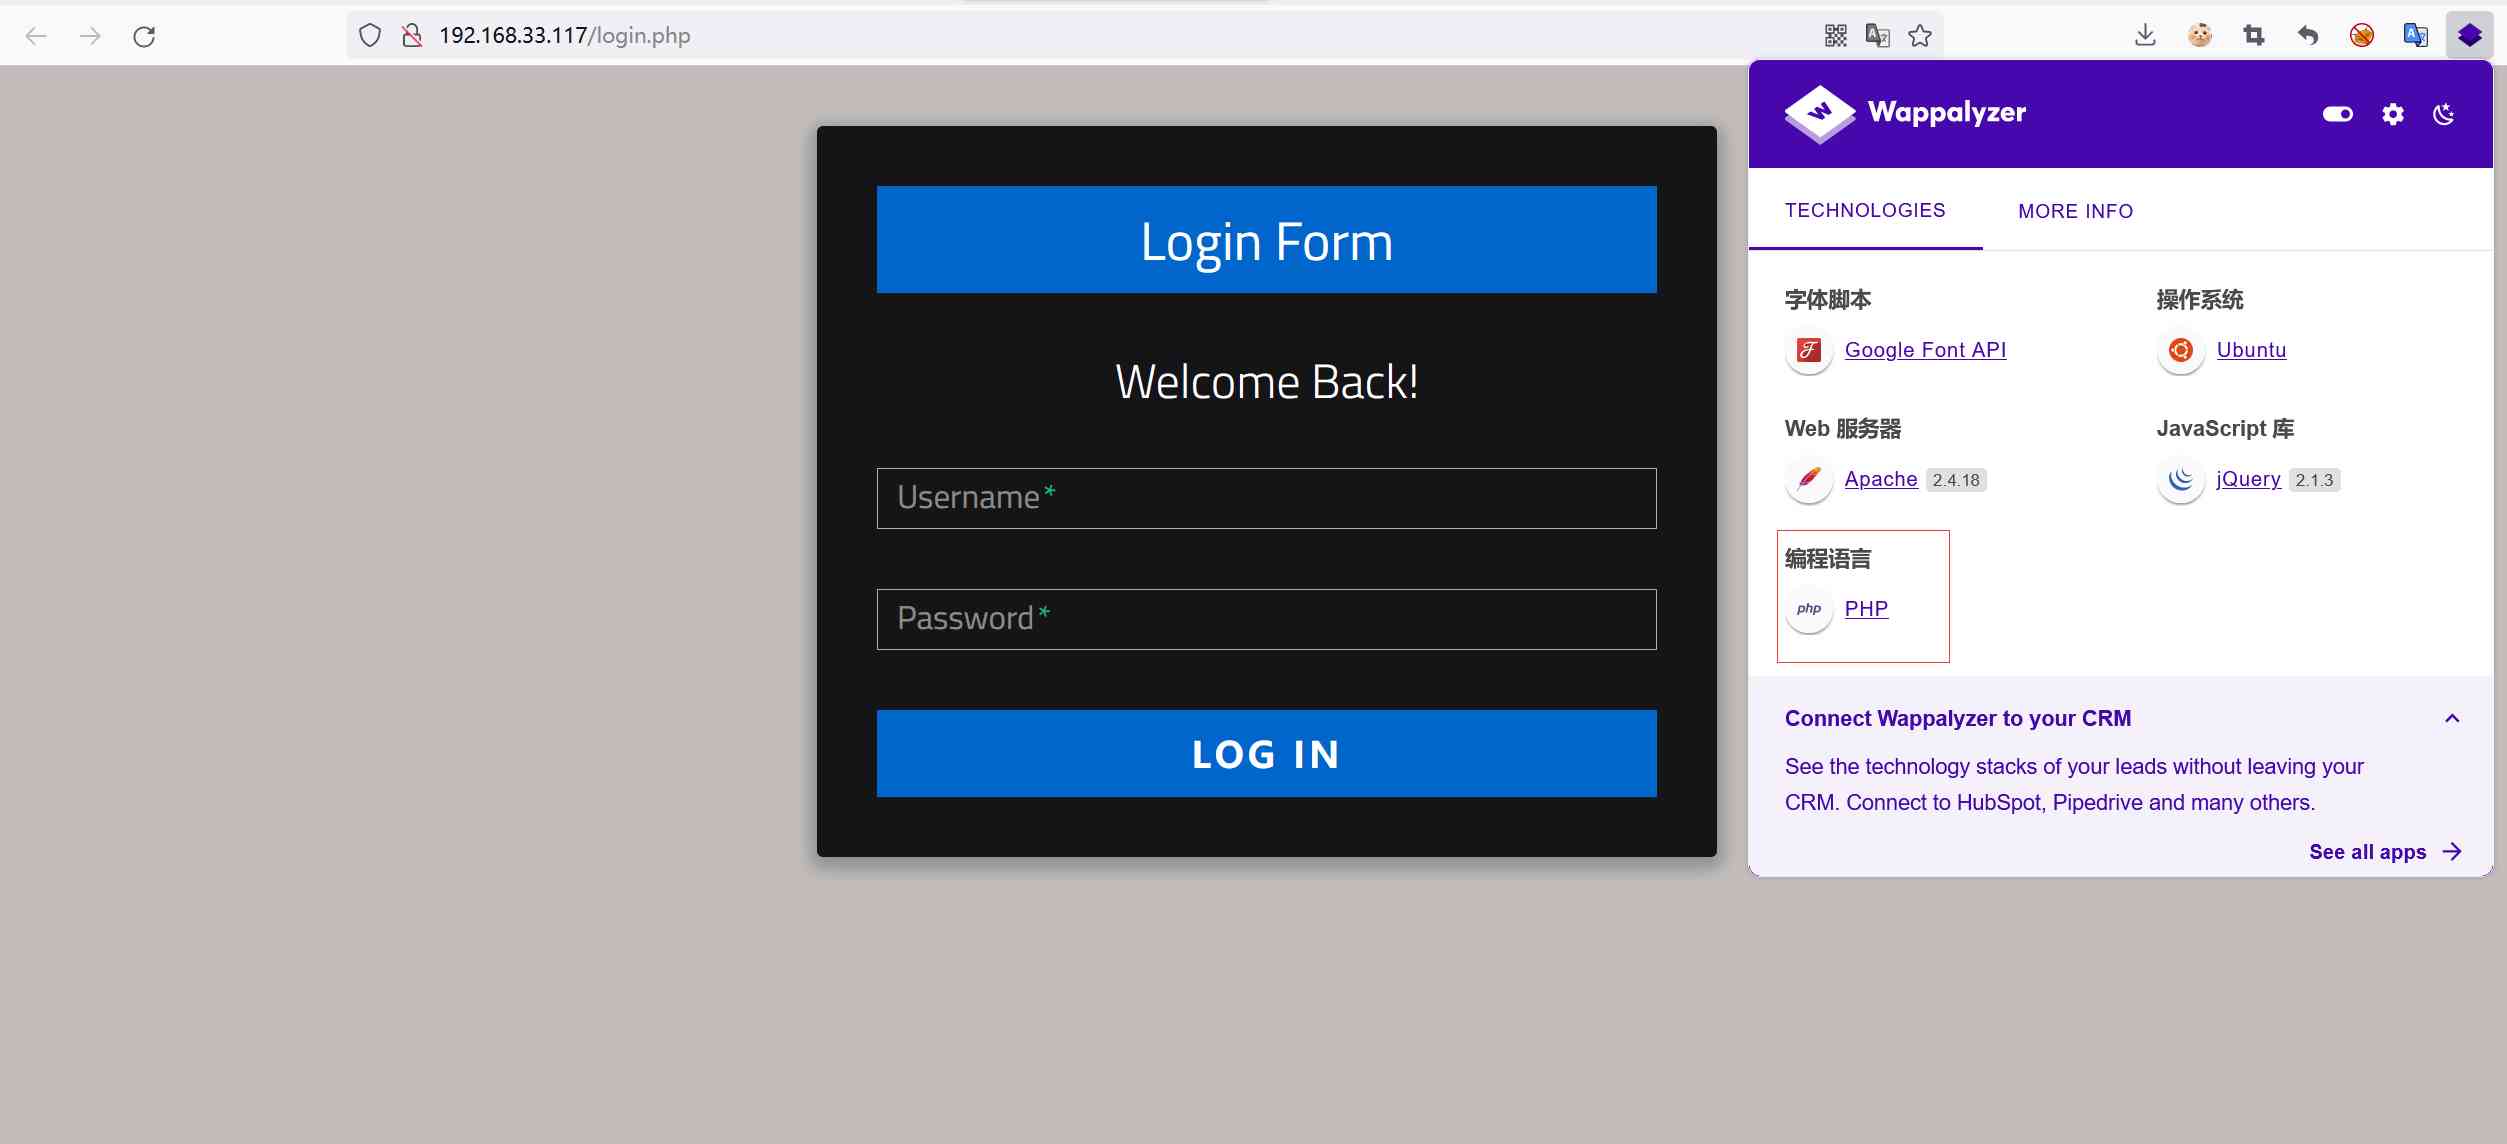 192.168.33.117/login.php
Login Form
Welcome Back!
Username*
Password*
LOG IN
Wappalyzer
TECHNOLOGIES
MORE INFO
字体脚本
Google Font API
操作系统
Ubuntu
Web 服务器
Apache 2.4.18
JavaScript 库
jQuery 2.1.3
编程语言
php PHP
Connect Wappalyzer to your CRM
See the technology stacks of your leads without leaving your
CRM. Connect to HubSpot, Pipedrive and many others.
See all apps